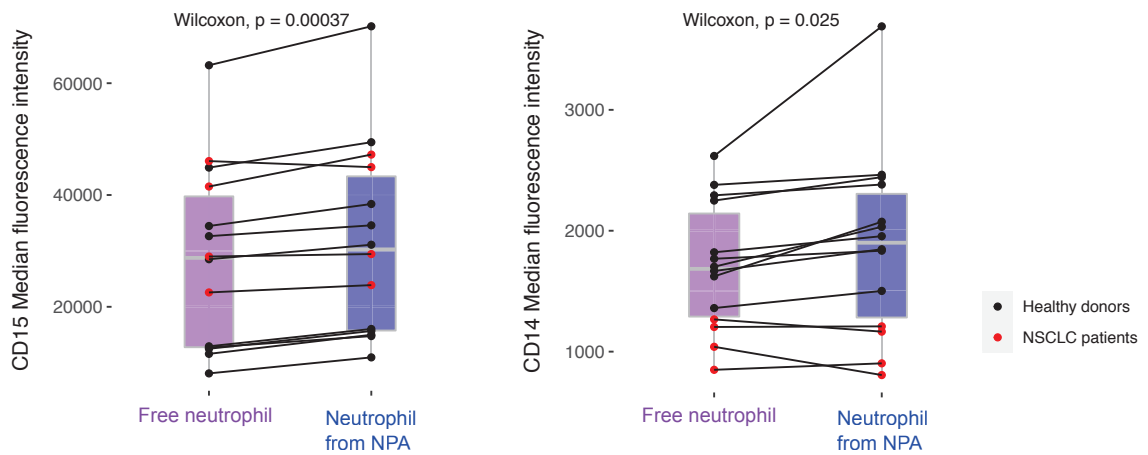 Wilcoxon, p = 0.00037
CD15 Median fluorescence intensity
60000
40000
20000
Free neutrophil
Neutrophil
from NPA
Wilcoxon, p = 0.025
CD14 Median fluorescence intensity
3000
2000
1000
Free neutrophil
Neutrophil
from NPA
Healthy donors
NSCLC patients